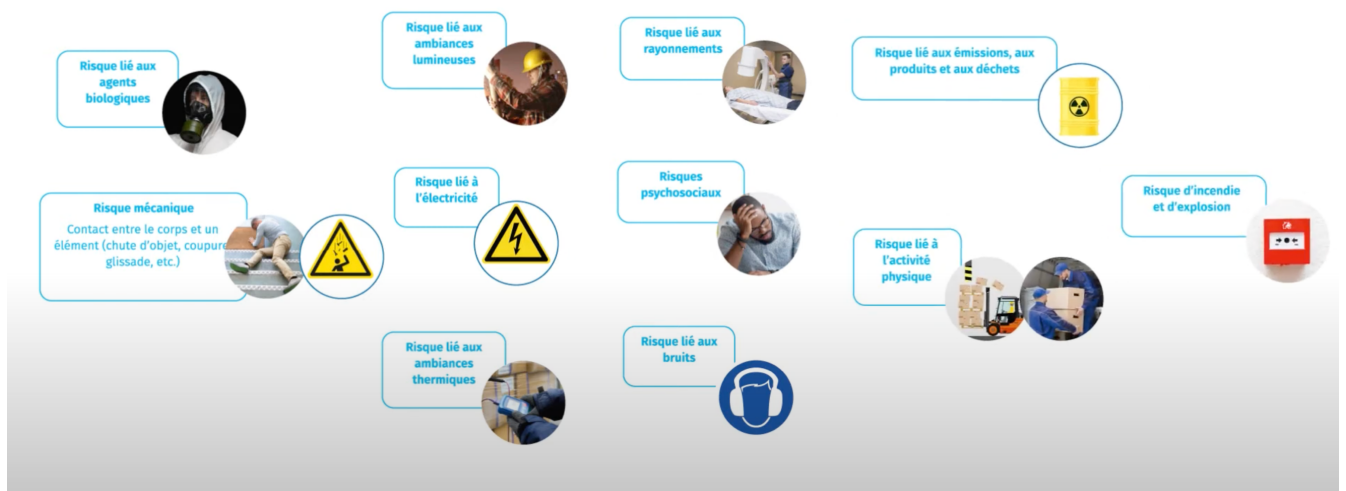 Risque lié aux
agents
biologiques
Risque lié aux
ambiances
lumineuses
Risque lié aux
rayonnements
Risque lié aux émissions, aux
produits et aux déchets
Risque mécanique
Contact entre le corps et un
élément (chute d'objet, coupure,
glissade, etc.)
Risque lié à
l'électricité
Risques
psychosociaux
Risque lié à
l'activité
physique
Risque d'incendie
et d'explosion
Risque lié aux
ambiances
thermiques
Risque lié aux
bruits